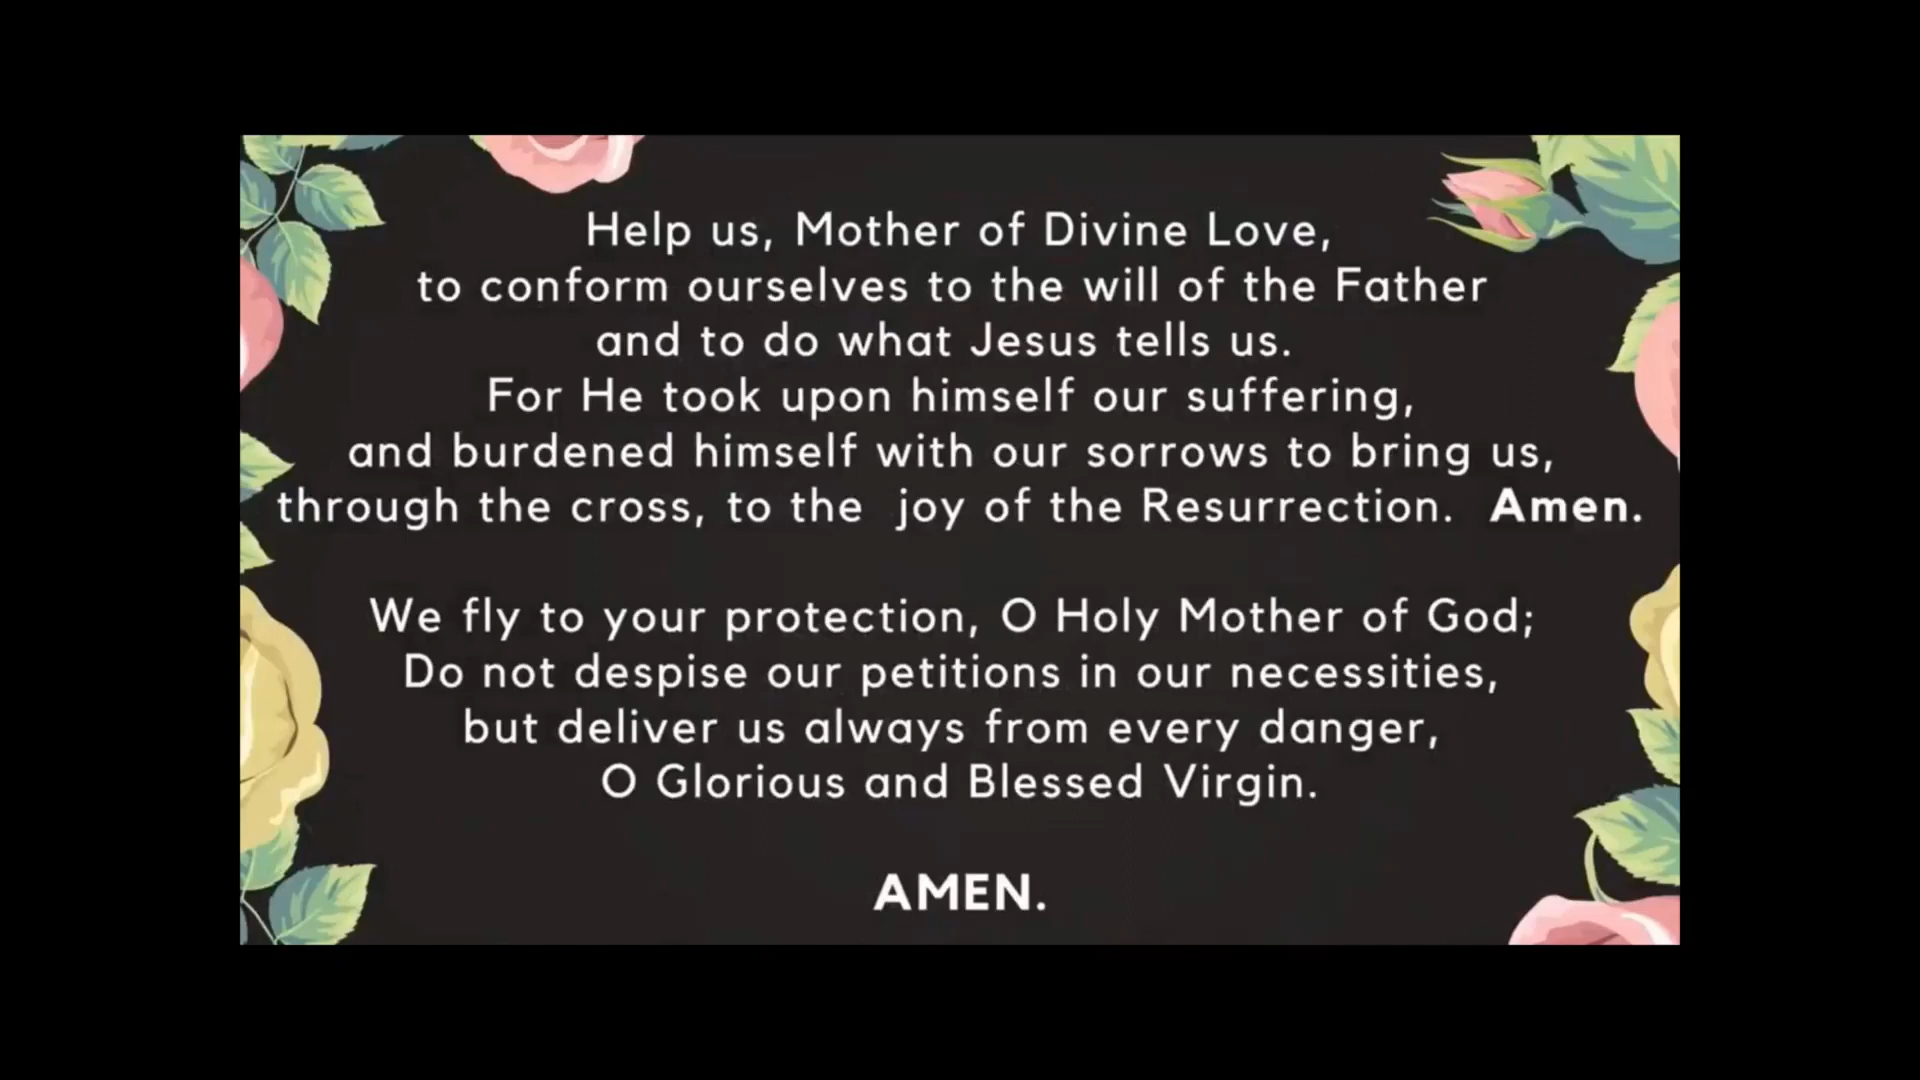 Help us, Mother of Divine Love,
to conform ourselves to the will of the Father
and to do what Jesus tells us.
For He took upon himself our suffering,
and burdened himself with our sorrows to bring us,
through the cross, to the joy of the Resurrection. Amen.
We fly to your protection, O Holy Mother of God;
Do not despise our petitions in our necessities,
but deliver us always from every danger,
O Glorious and Blessed Virgin.
AMEN.